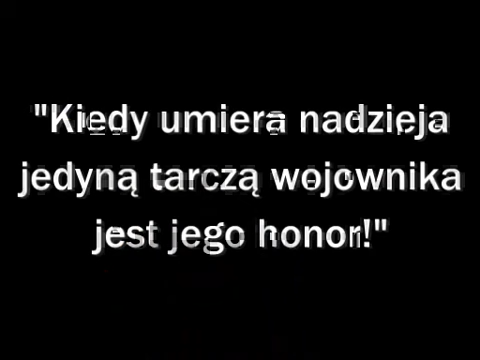 "Kiedy umiera nadzieja
jedyną tarczą wojownika
jest jego honor!"